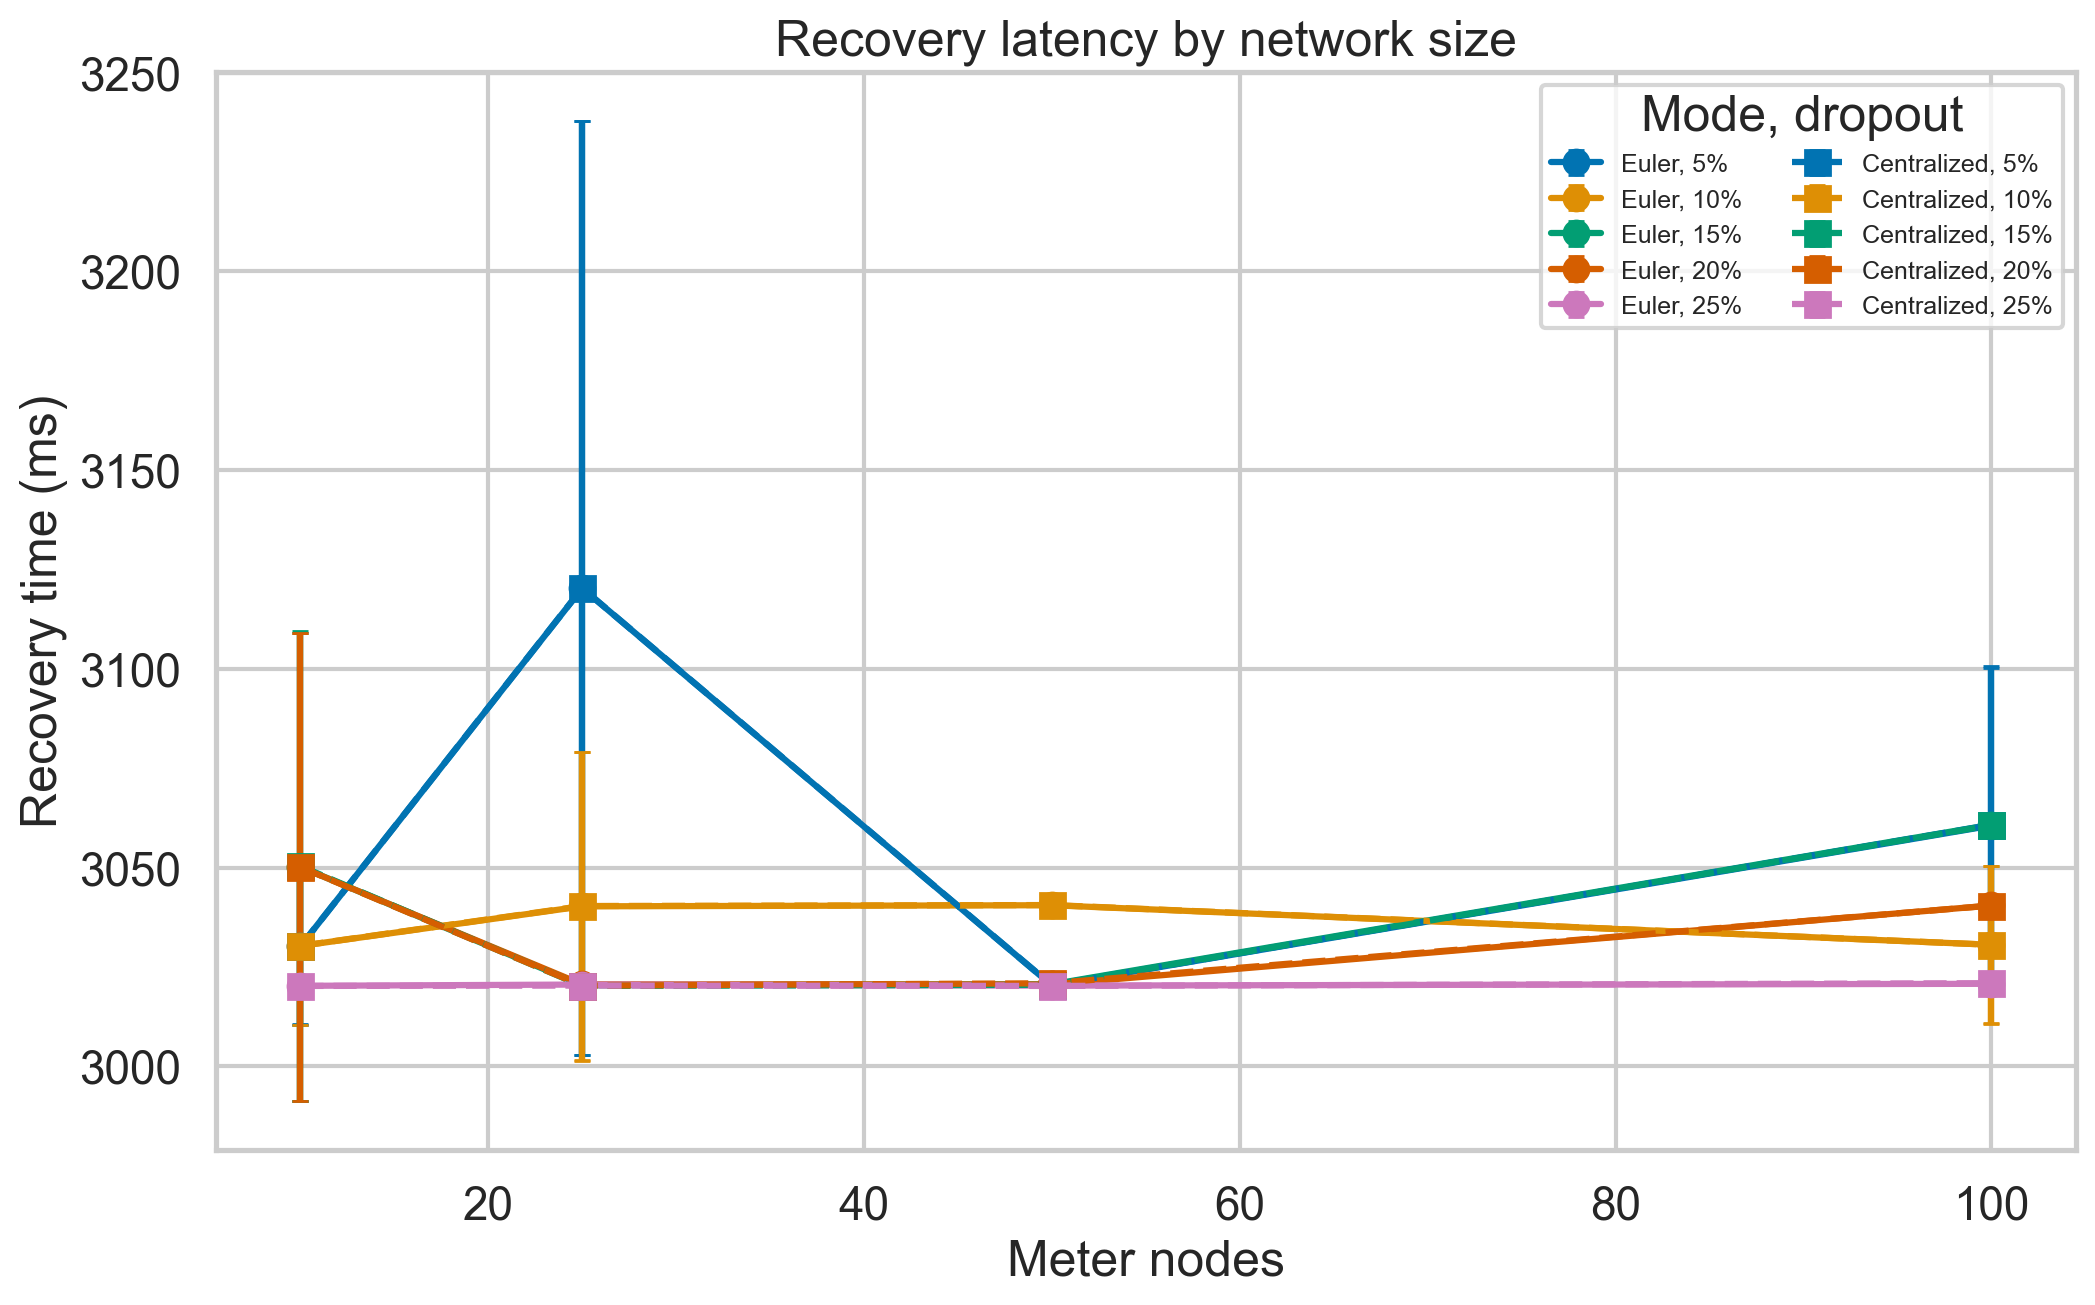 Recovery latency by network size
3250
3200
3150
3100
3050
3000
Recovery time (ms)
Mode, dropout
Euler, 5%
Euler, 10%
Euler, 15%
Euler, 20%
Euler, 25%
Centralized, 5%
Centralized, 10%
Centralized, 15%
Centralized, 20%
Centralized, 25%
20
40
60
80
100
Meter nodes